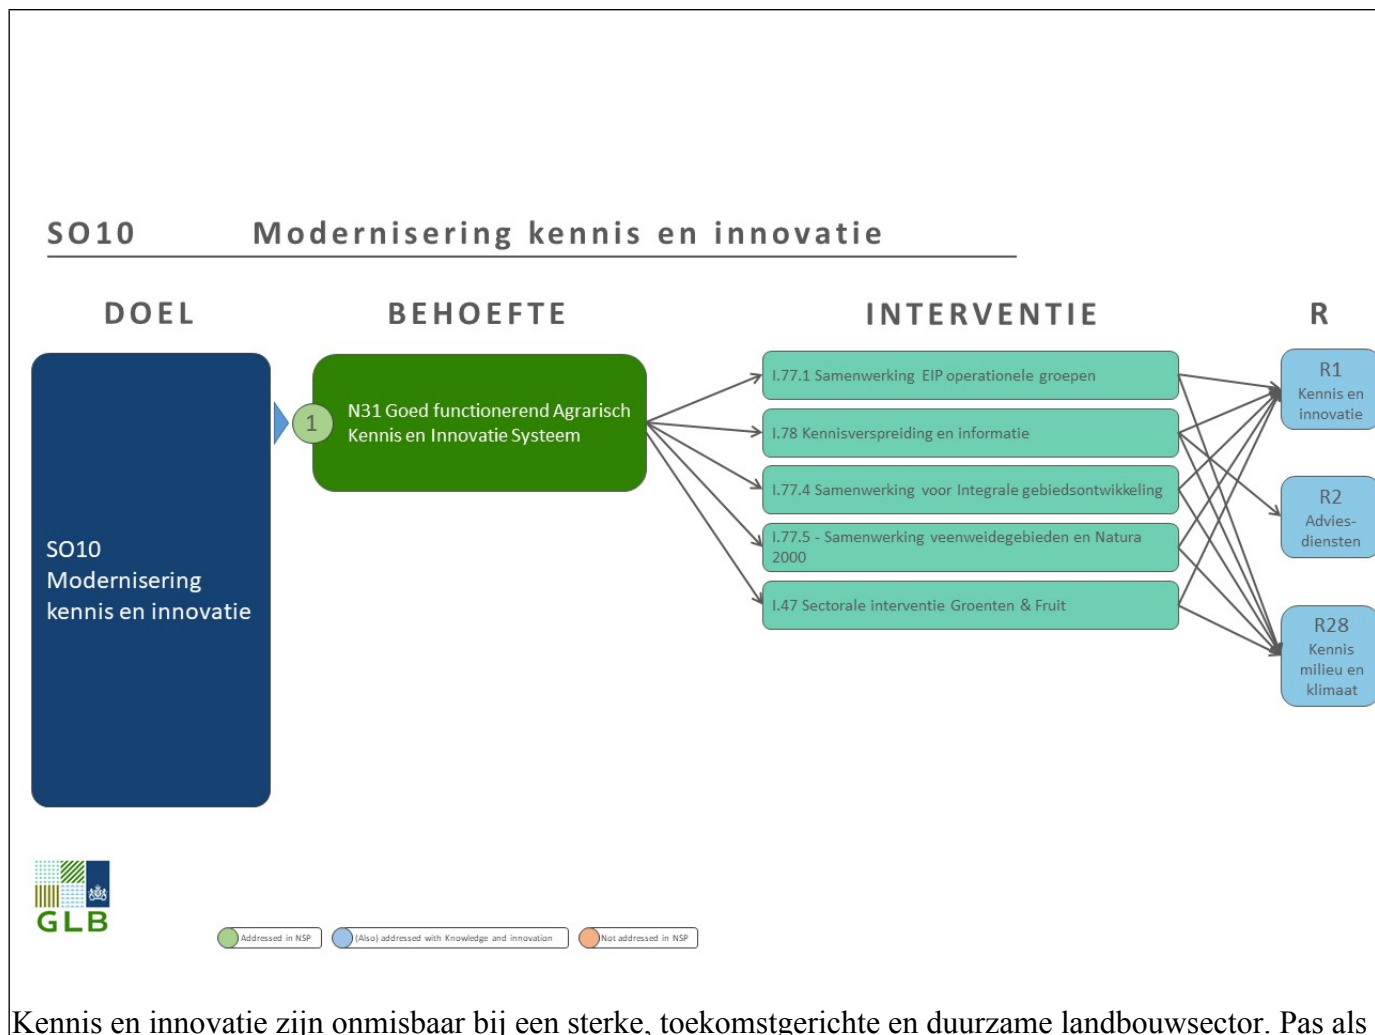 SO10 Modernisering kennis en innovatie
DOEL BEHOEFTE INTERVENTIE R
SO10
Modernisering
kennis en innovatie
1
N31 Goed functionerend Agrarisch
Kennis en Innovatie Systeem
I.77.1 Samenwerking EIP operationele groepen
I.78 Kennisverspreiding en informatie
I.77.4 Samenwerking voor Integrale gebiedsontwikkeling
I.77.5 - Samenwerking veenweidegebieden en Natura
2000
I.47 Sectorale interventie Groenten & Fruit
R1
Kennis en
innovatie
R2
Advies-
diensten
R28
Kennis
milieu en
klimaat
GLB
Addressed in NSP
(Also) addressed with Knowledge and innovation
Not addressed in NSP
Kennis en innovatie zijn onmisbaar bij een sterke, toekomstgerichte en duurzame landbouwsector. Pas als